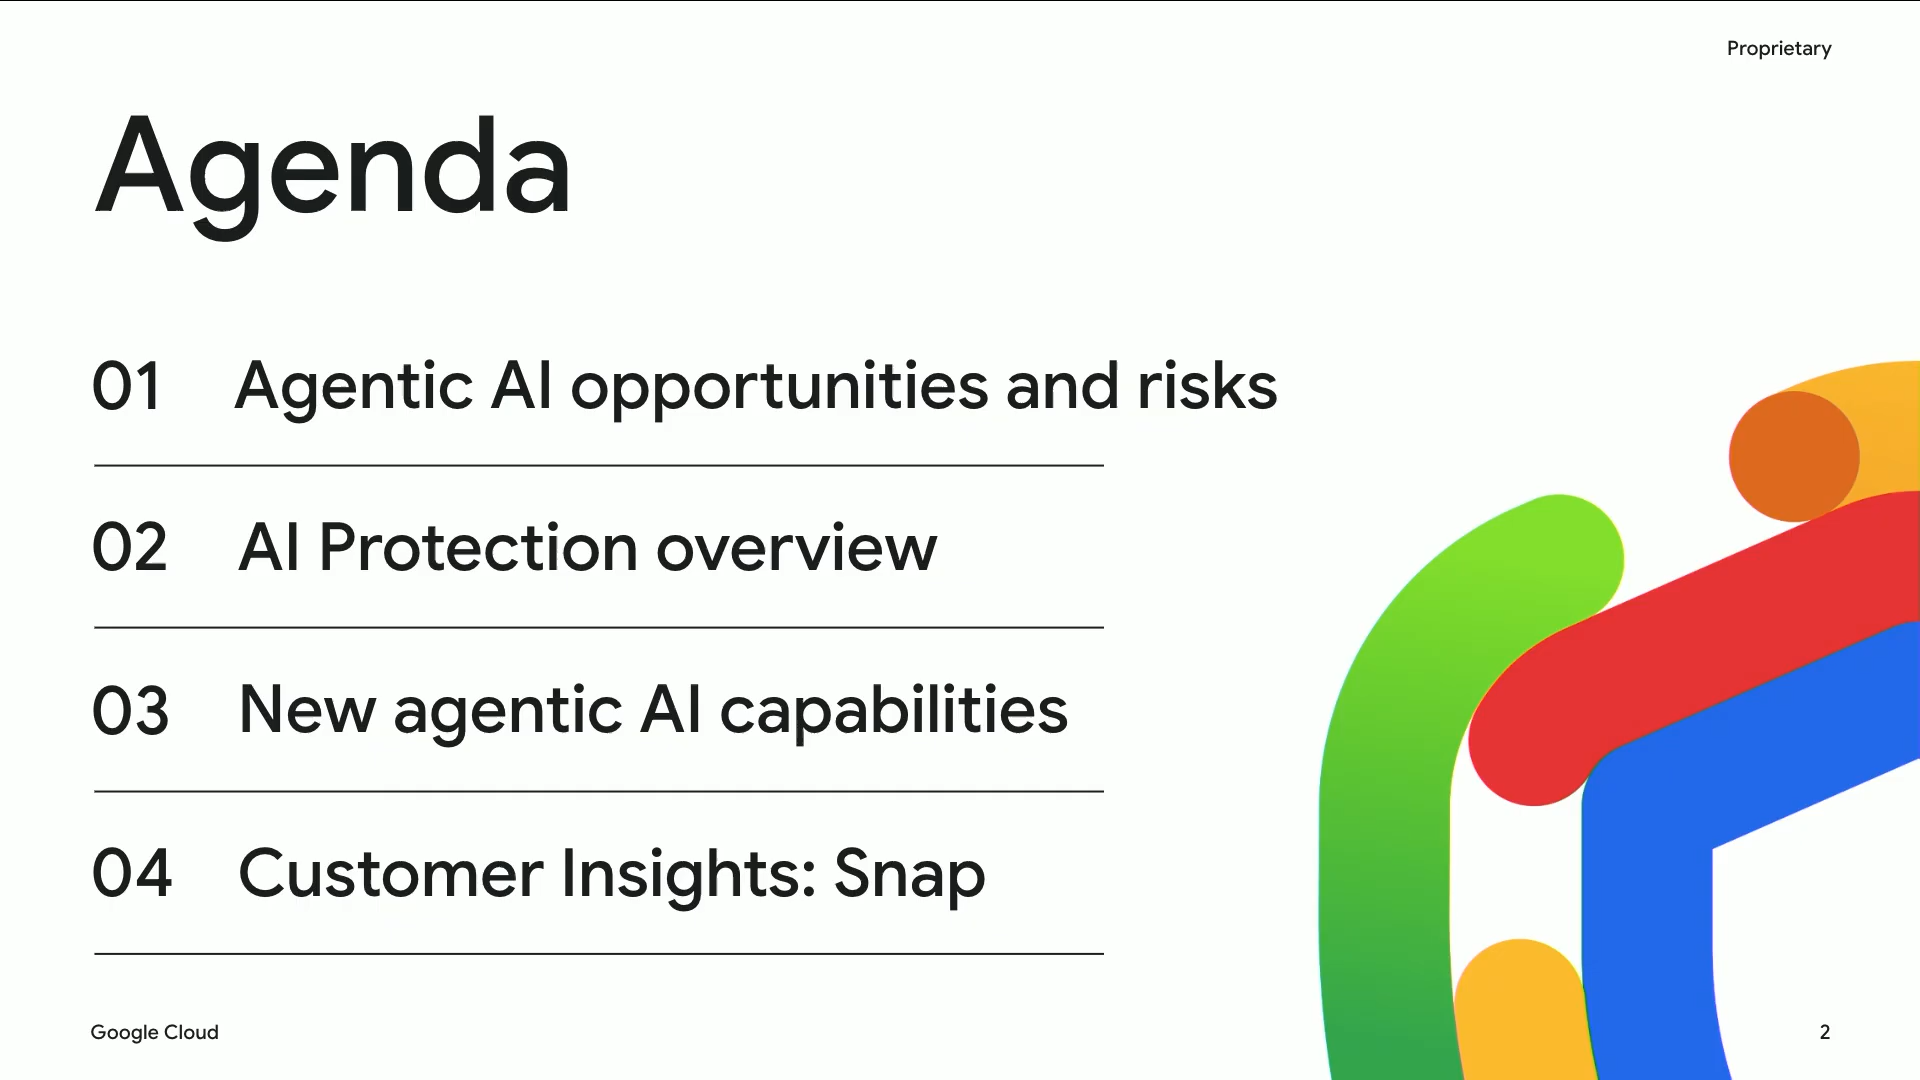 Proprietary
Agenda
01 Agentic AI opportunities and risks
02 AI Protection overview
03 New agentic AI capabilities
04 Customer Insights: Snap
Google Cloud
2